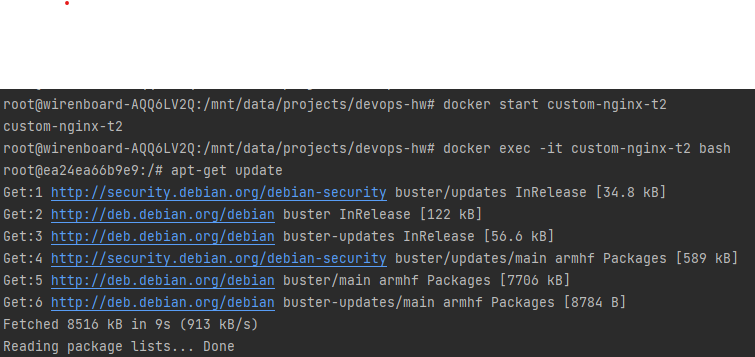 root@wirenboard-AQQ6LV2Q:/mnt/data/projects/devops-hw# docker start custom-nginx-t2
custom-nginx-t2
root@wirenboard-AQQ6LV2Q:/mnt/data/projects/devops-hw# docker exec -it custom-nginx-t2 bash
root@ea24ea66b9e9:/# apt-get update
Get:1 http://security.debian.org/debian-security buster/updates InRelease [34.8 kB]
Get:2 http://deb.debian.org/debian buster InRelease [122 kB]
Get:3 http://deb.debian.org/debian buster-updates InRelease [56.6 kB]
Get:4 http://security.debian.org/debian-security buster/updates/main armhf Packages [589 kB]
Get:5 http://deb.debian.org/debian buster/main armhf Packages [7706 kB]
Get:6 http://deb.debian.org/debian buster-updates/main armhf Packages [8784 B]
Fetched 8516 kB in 9s (913 kB/s)
Reading package lists... Done